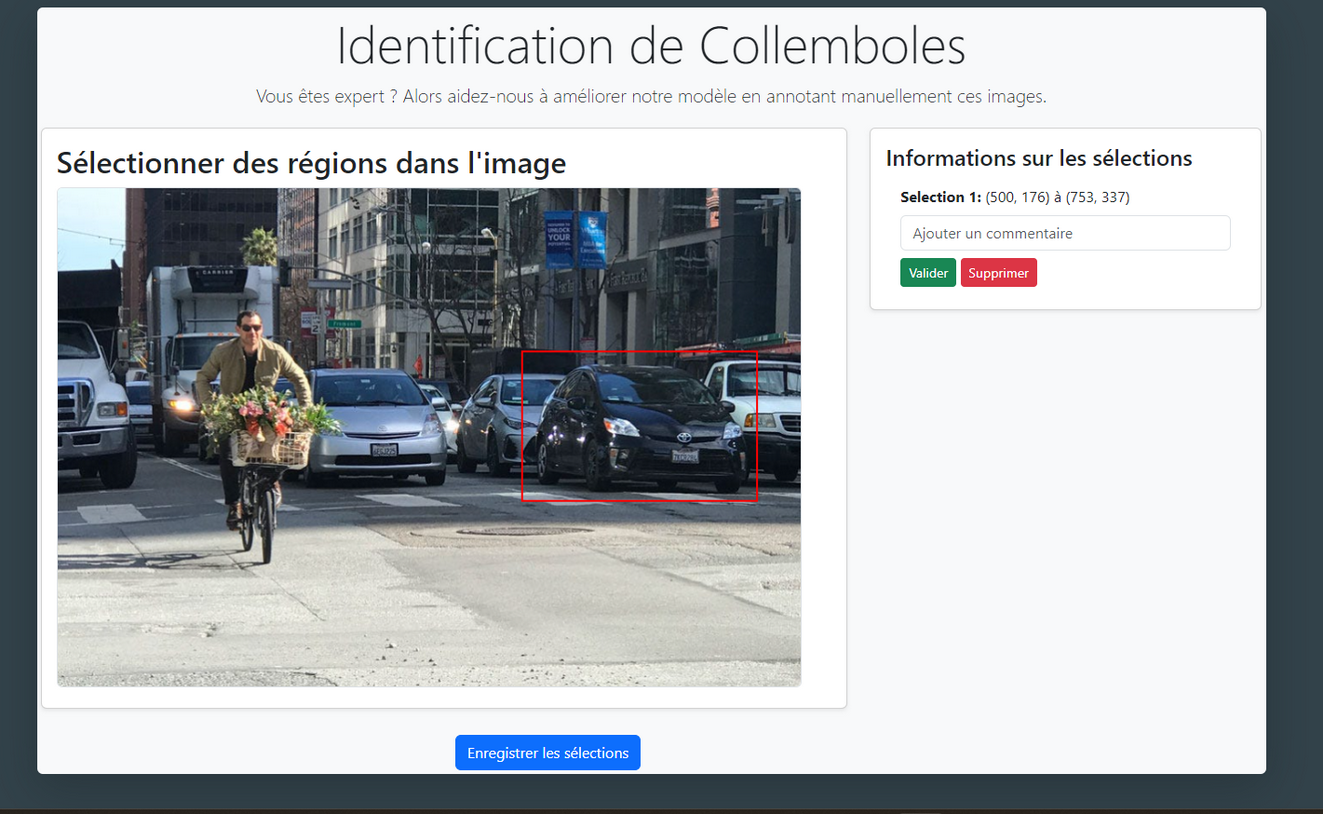 Identification de Collemboles
Vous êtes expert ? Alors aidez-nous à améliorer notre modèle en annotant manuellement ces images.
Sélectionner des régions dans l'image
CARRIER
UNLOCK
YOUR
Fremont
2
Informations sur les sélections
Selection 1: (500, 176) à (753, 337)
Ajouter un commentaire
Valider Supprimer
Enregistrer les sélections